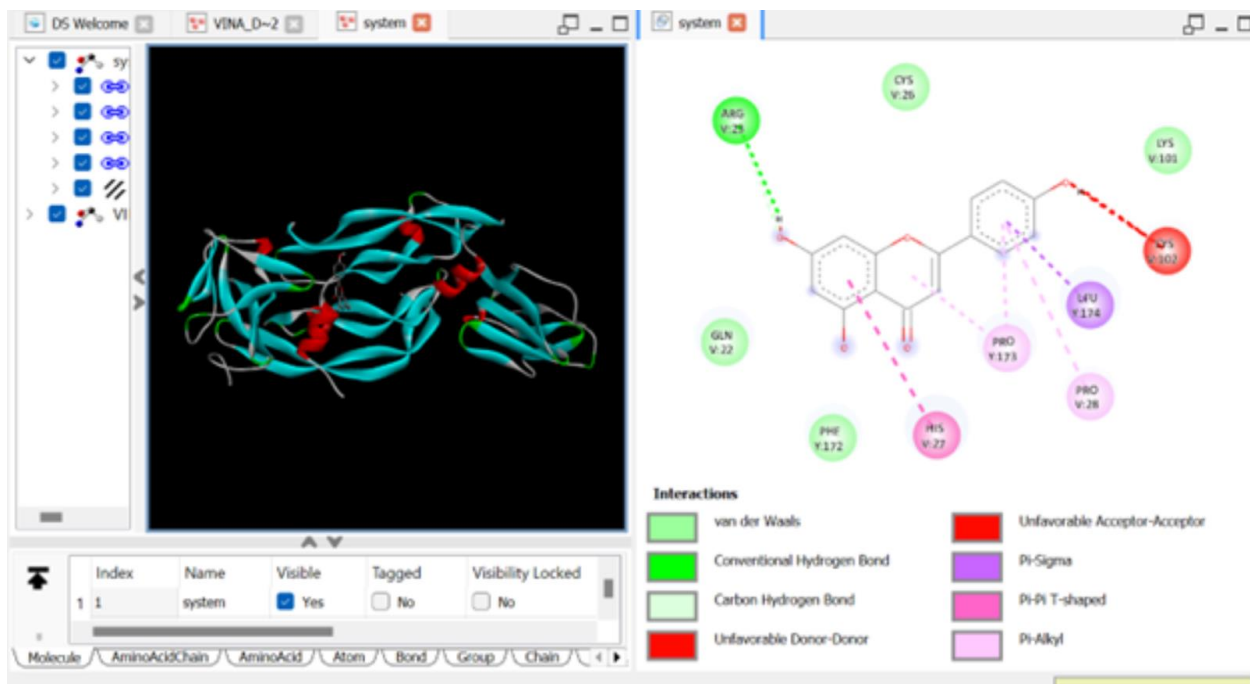 DS Welcome
VINA_D~2
system
system
sy
VI
CYS
V:26
ARG
LYS
V:101
V:102
LEU
Y:174
GLN
V:22
PRO
Y:173
PRO
V:28
PHE
Y:172
HIS
V:27
H
O
O
O
O
O
H
Interactions
van der Waals
Conventional Hydrogen Bond
Carbon Hydrogen Bond
Unfavorable Donor-Donor
Unfavorable Acceptor-Acceptor
Pi-Sigma
Pi-Pi T-shaped
Pi-Alkyl
Index Name Visible Tagged Visibility Locked
1 1 system Yes No No
Molecule AminoAcidChain AminoAcid Atom Bond Group Chain